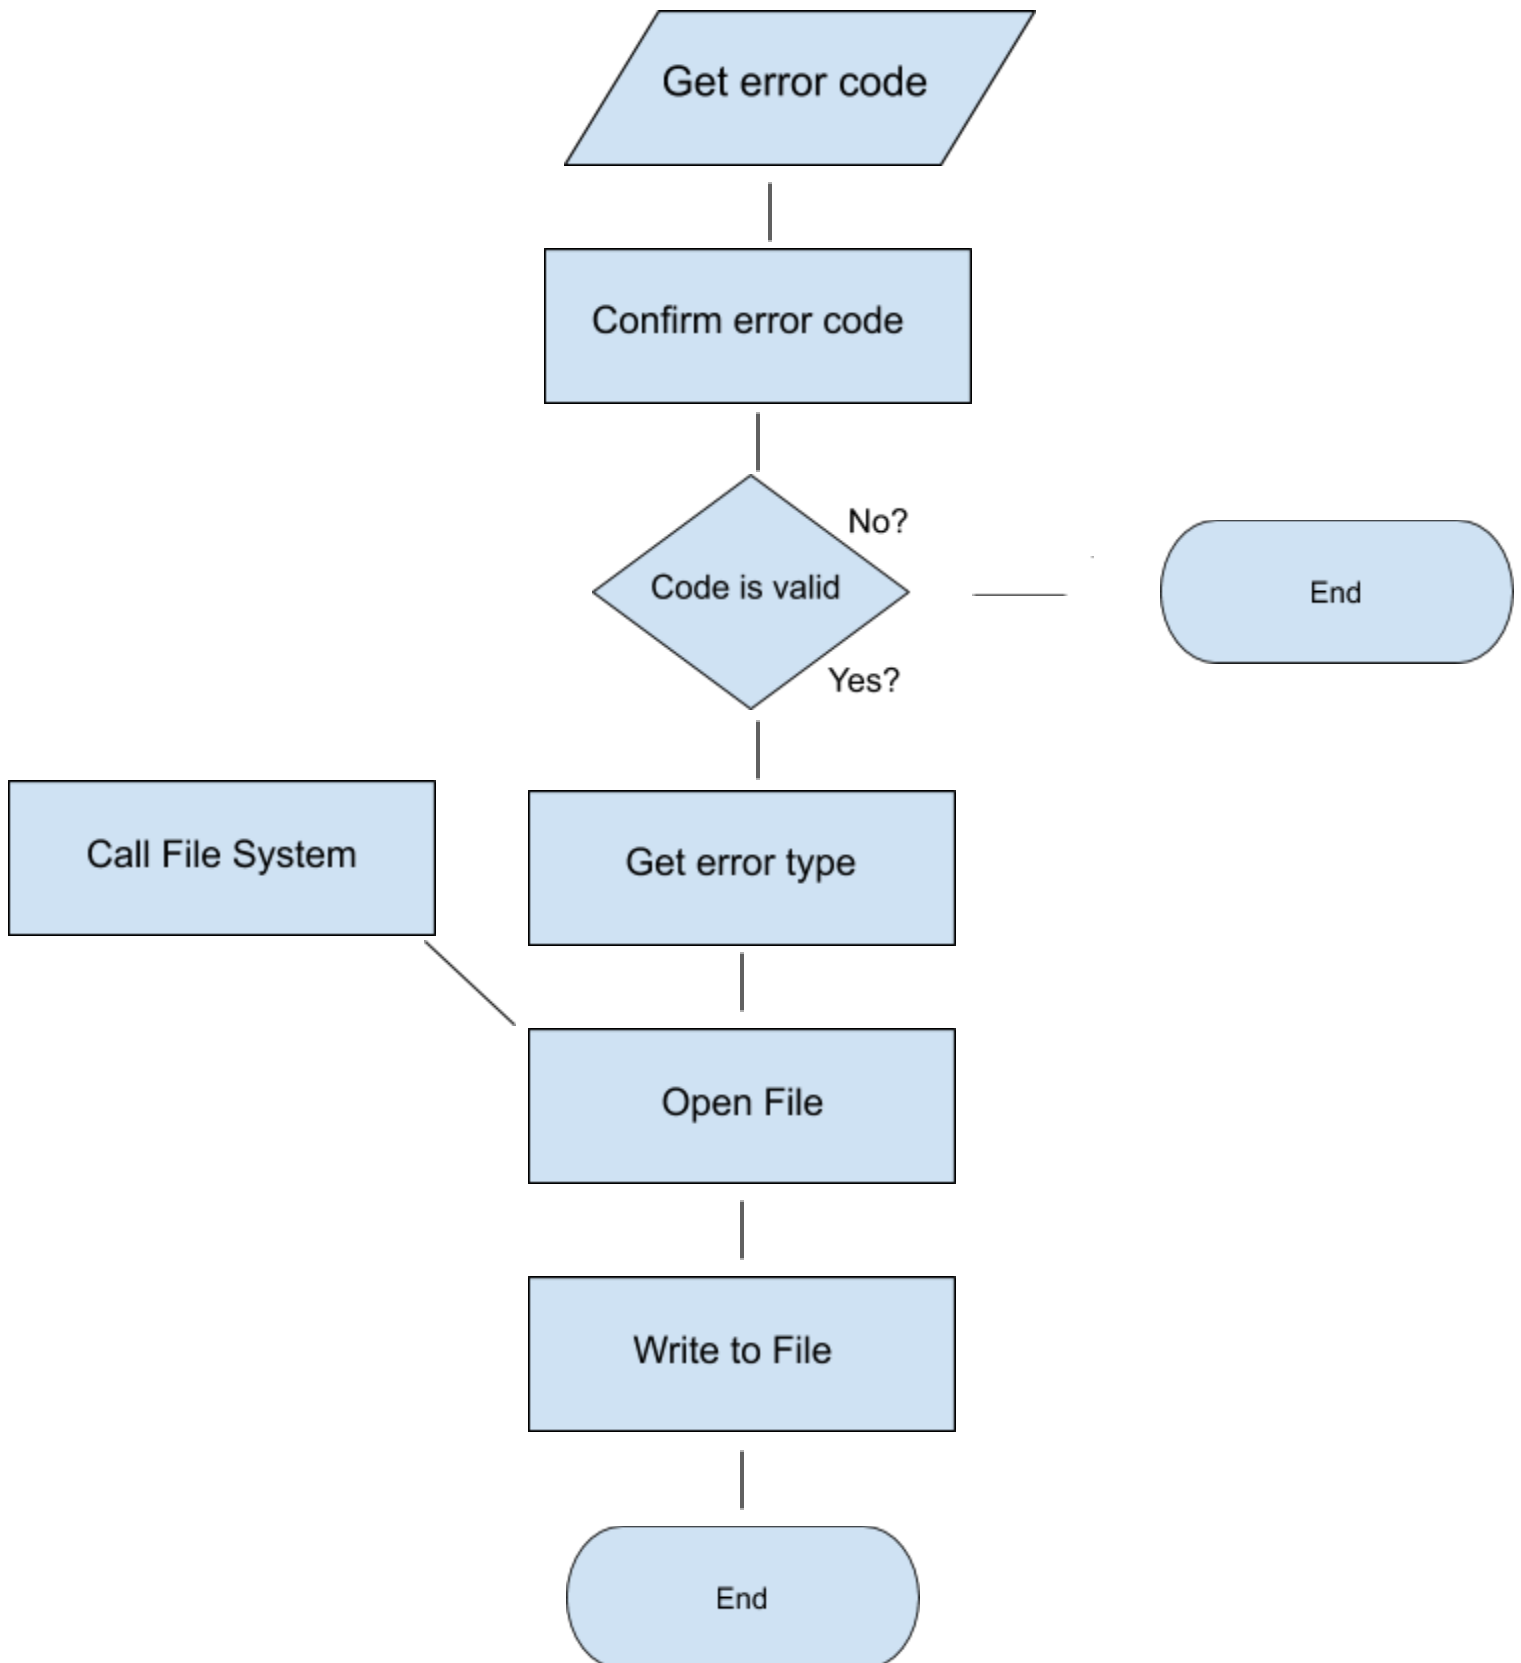 Get error code
Confirm error code
No?
Code is valid
End
Yes?
Call File System
Get error type
Open File
Write to File
End